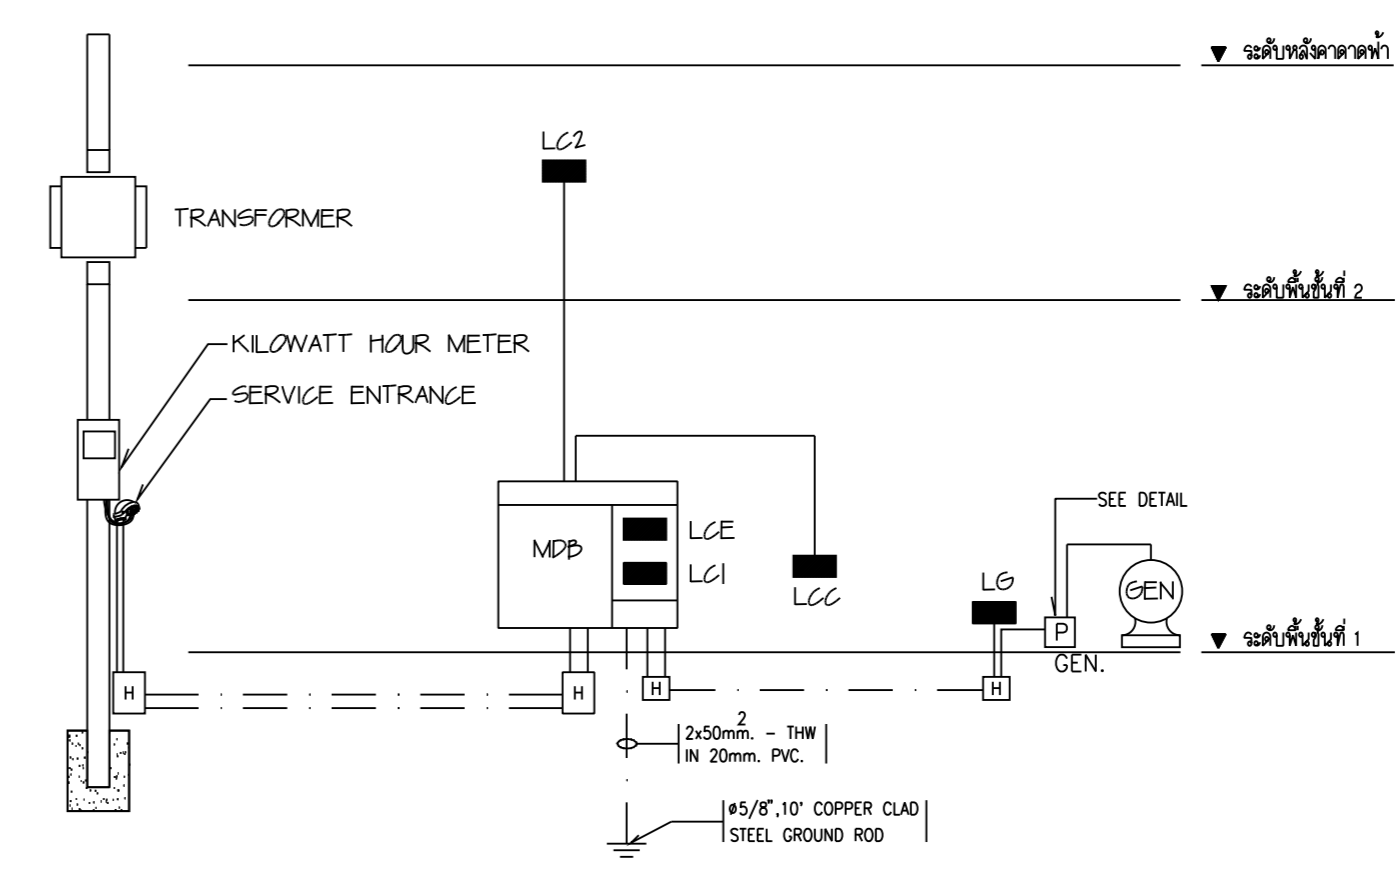 ระดับหลังคาดาดฟ้า
LC2
TRANSFORMER
ระดับพื้นชั้นที่ 2
KILOWATT HOUR METER
SERVICE ENTRANCE
SEE DETAIL
MDB
LCE
LC1
LCC
LG
GEN
P
ระดับพื้นชั้นที่ 1
GEN.
H
H
H
H
2x50mm.² - THW
IN 20mm. PVC.
ø5/8",10' COPPER CLAD
STEEL GROUND ROD